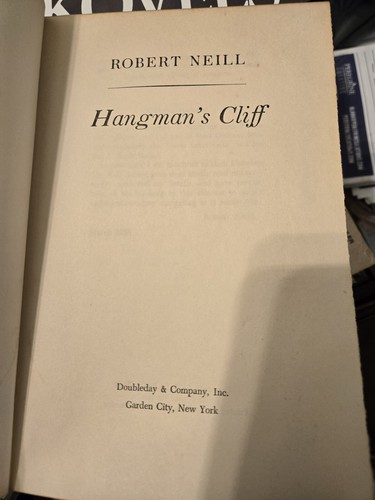 ROBERT NEILL
Hangman's Cliff
Doubleday & Company, Inc.
Garden City, New York